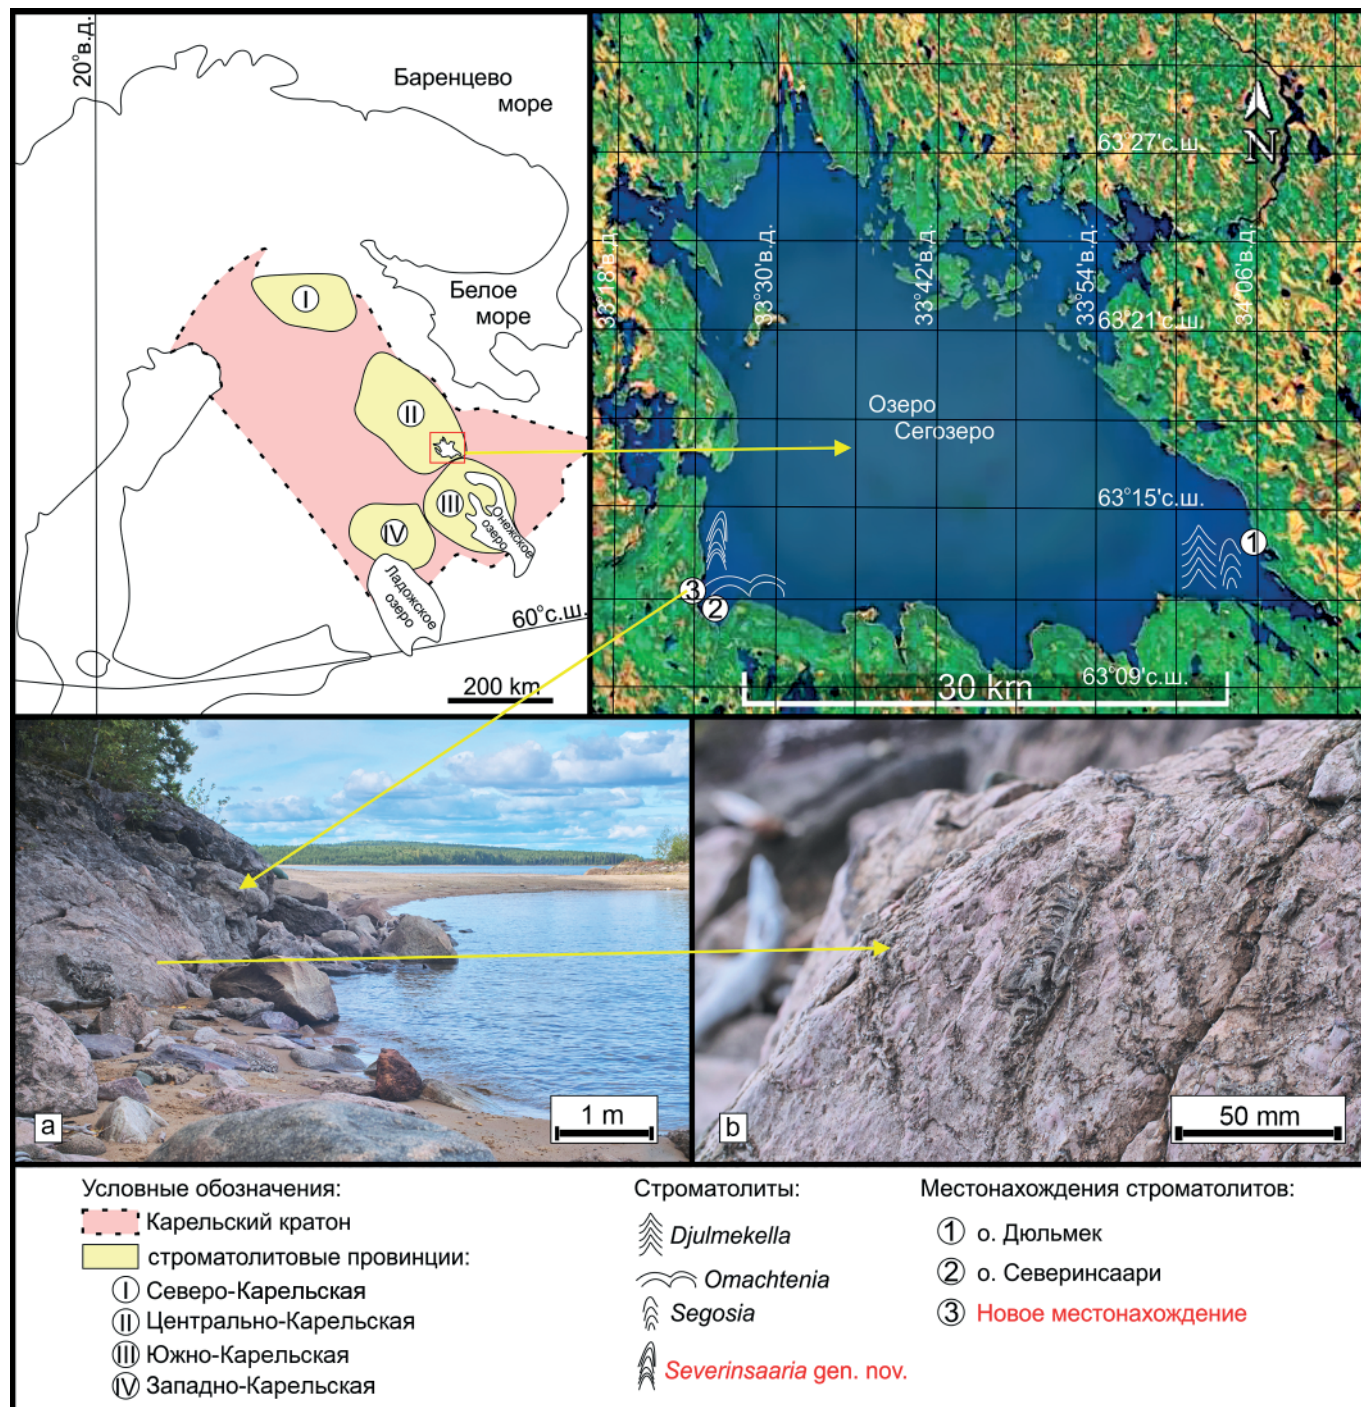 20°в.д.
Баренцево
море
Белое
море
I
II
III
IV
Онежское
озеро
Ладожское
озеро
60°с.ш.
200 km
N
63°27'с.ш.
33°18'в.д.
33°30'в.д.
33°42'в.д.
33°54'в.д.
34°06'в.д.
63°21'с.ш.
Озеро
Сегозеро
63°15'с.ш.
1
3
2
63°09'с.ш.
30 km
a
1 m
b
50 mm
Условные обозначения:
Карельский кратон
строматолитовые провинции:
I Северо-Карельская
II Центрально-Карельская
III Южно-Карельская
IV Западно-Карельская
Строматолиты:
Djulmekella
Omachtenia
Segosia
Severinsaaria gen. nov.
Местонахождения строматолитов:
1 о. Дюльмек
2 о. Северинсаари
3 Новое местонахождение